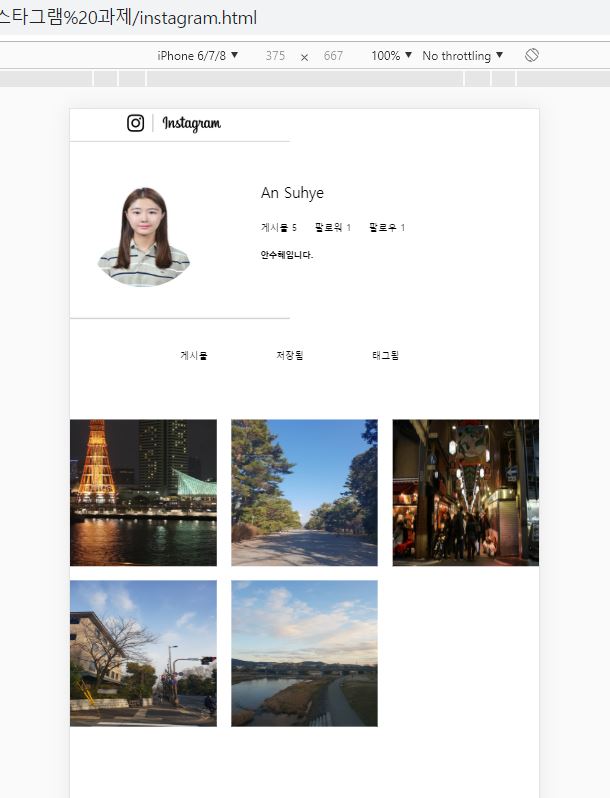 스타그램%20과제/instagram.html
iPhone 6/7/8 ▼ 375 × 667 100% ▼ No throttling ▼
Instagram
An Suhye
게시물 5 팔로워 1 팔로우 1
안수혜입니다.
게시물 저장됨 태그됨